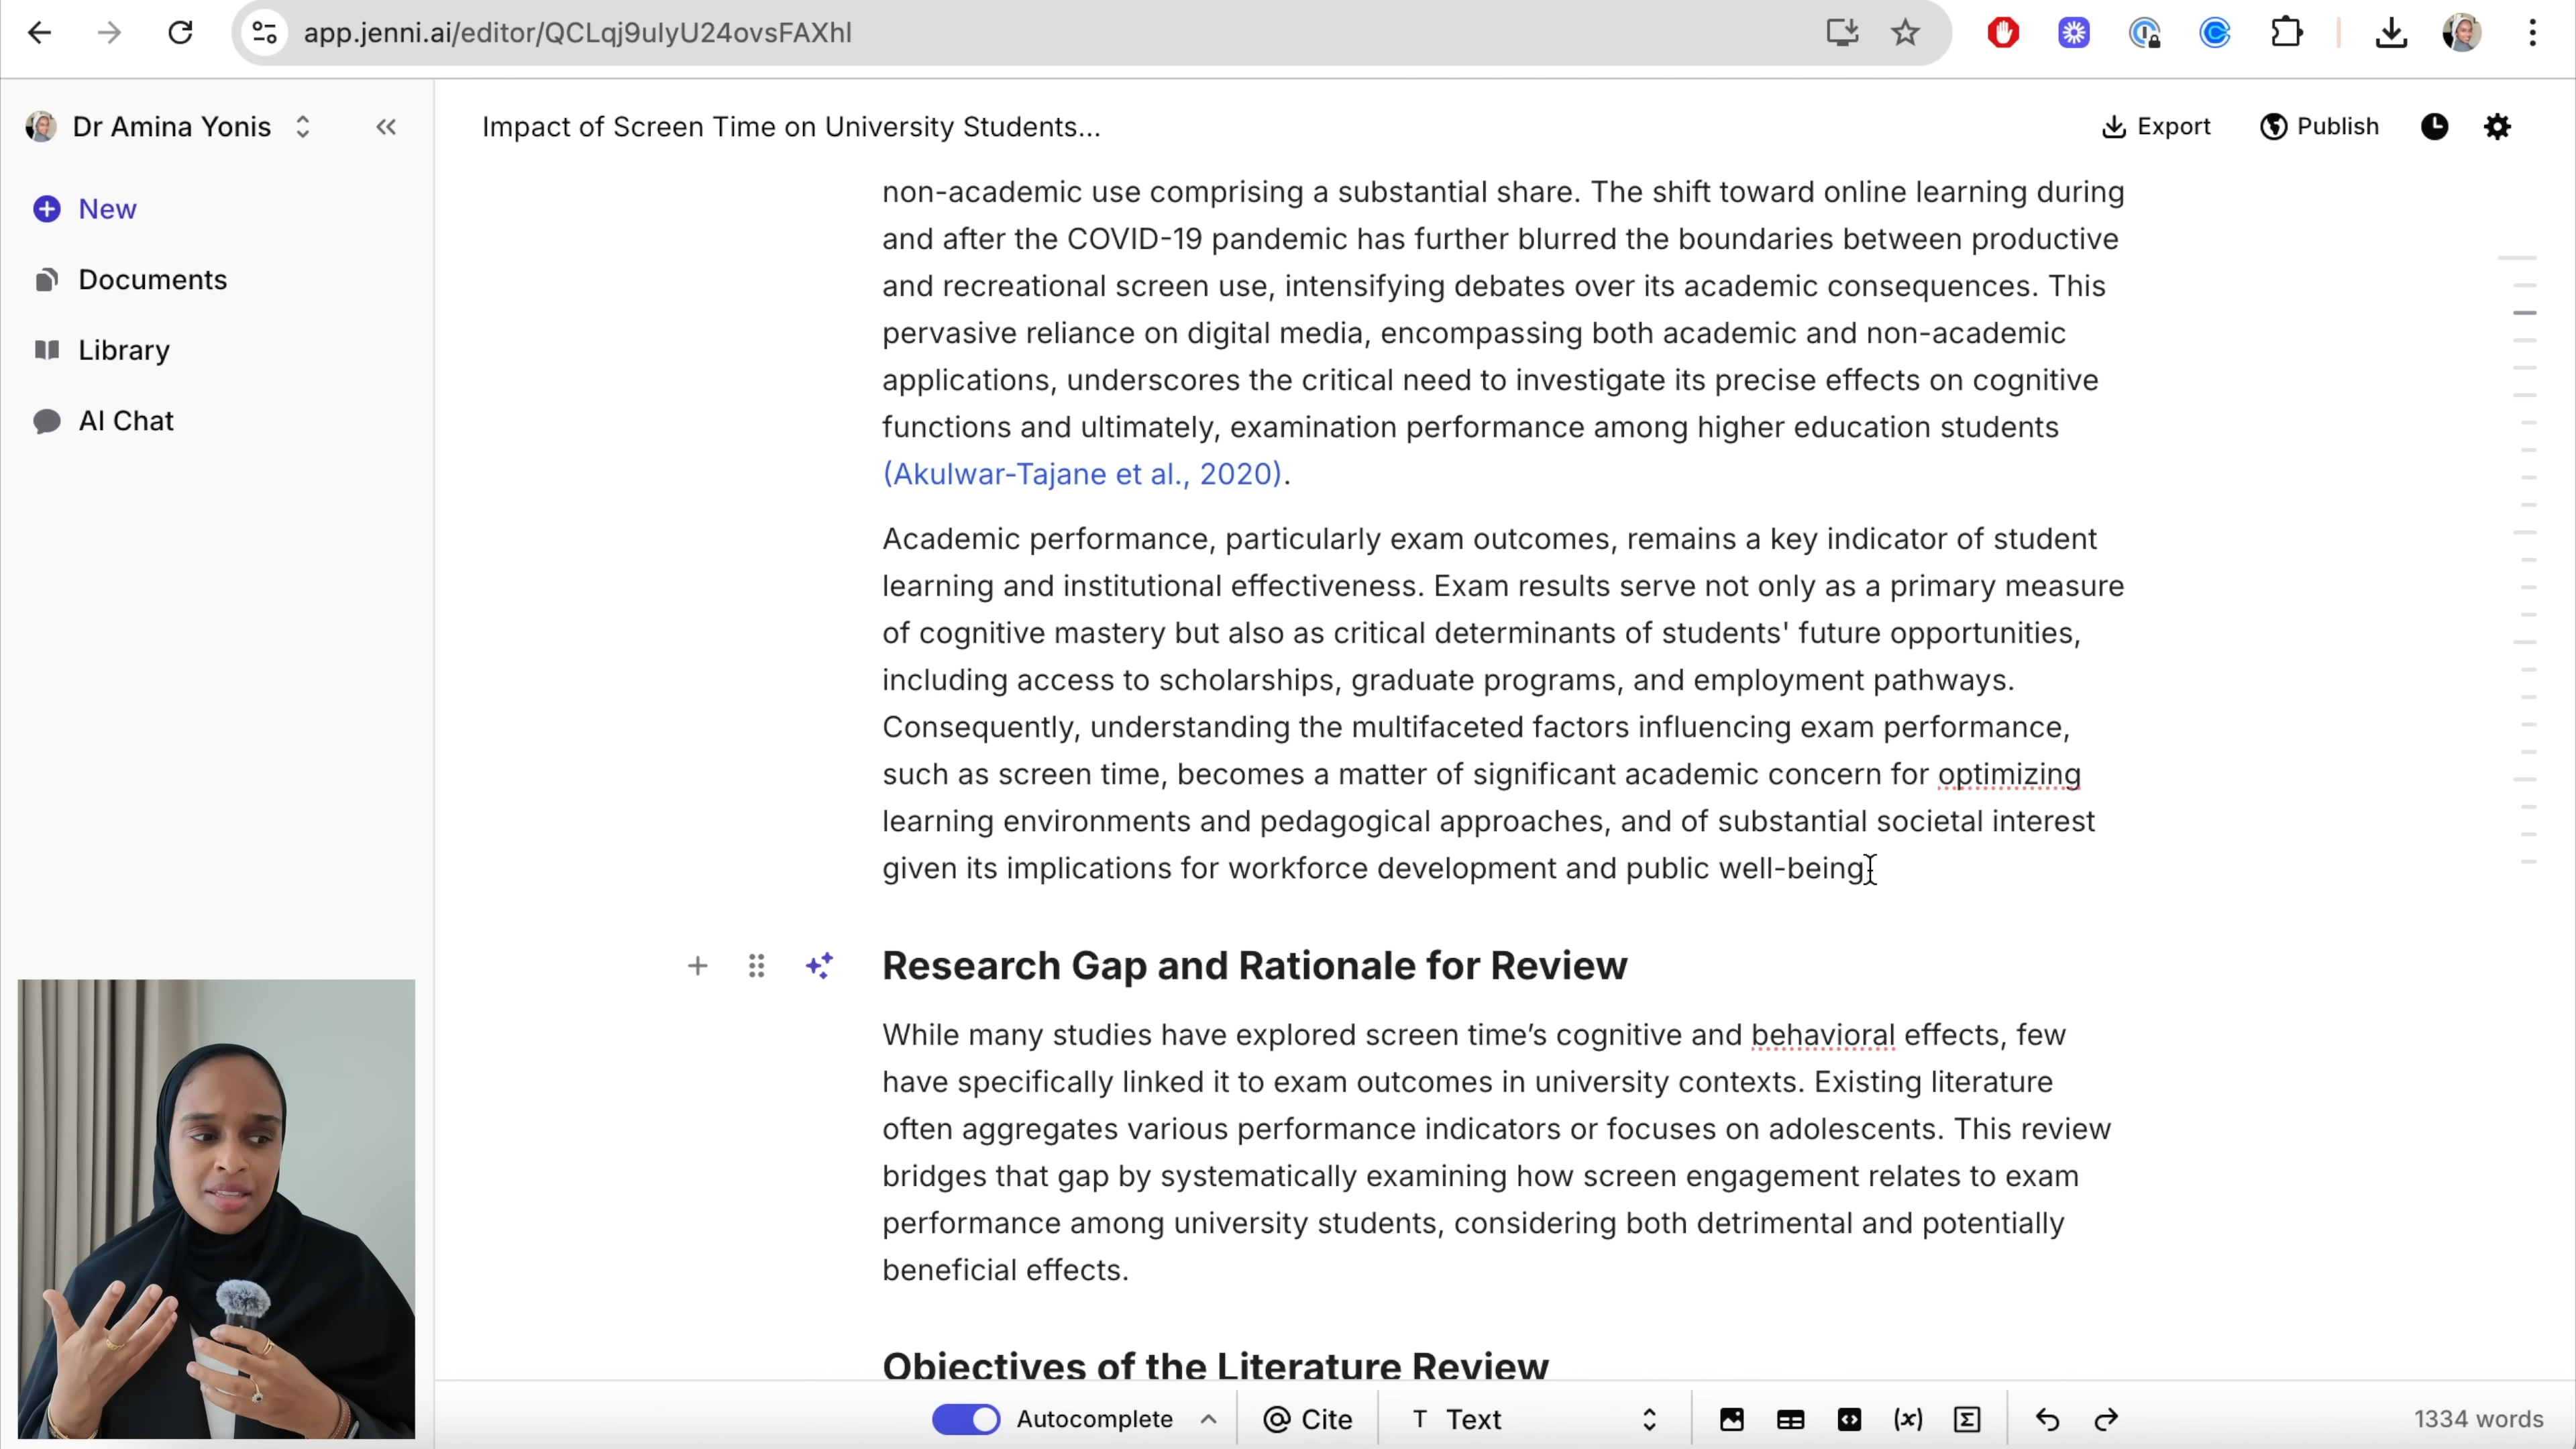 app.jenni.ai/editor/QCLqj9ulyU24ovsFAXhl
Dr Amina Yonis
New
Documents
Library
AI Chat
Impact of Screen Time on University Students...
Export
Publish
non-academic use comprising a substantial share. The shift toward online learning during
and after the COVID-19 pandemic has further blurred the boundaries between productive
and recreational screen use, intensifying debates over its academic consequences. This
pervasive reliance on digital media, encompassing both academic and non-academic
applications, underscores the critical need to investigate its precise effects on cognitive
functions and ultimately, examination performance among higher education students
(Akulwar-Tajane et al., 2020).
Academic performance, particularly exam outcomes, remains a key indicator of student
learning and institutional effectiveness. Exam results serve not only as a primary measure
of cognitive mastery but also as critical determinants of students' future opportunities,
including access to scholarships, graduate programs, and employment pathways.
Consequently, understanding the multifaceted factors influencing exam performance,
such as screen time, becomes a matter of significant academic concern for optimizing
learning environments and pedagogical approaches, and of substantial societal interest
given its implications for workforce development and public well-being
Research Gap and Rationale for Review
While many studies have explored screen time’s cognitive and behavioral effects, few
have specifically linked it to exam outcomes in university contexts. Existing literature
often aggregates various performance indicators or focuses on adolescents. This review
bridges that gap by systematically examining how screen engagement relates to exam
performance among university students, considering both detrimental and potentially
beneficial effects.
Objectives of the Literature Review
Autocomplete
Cite
T Text
1334 words